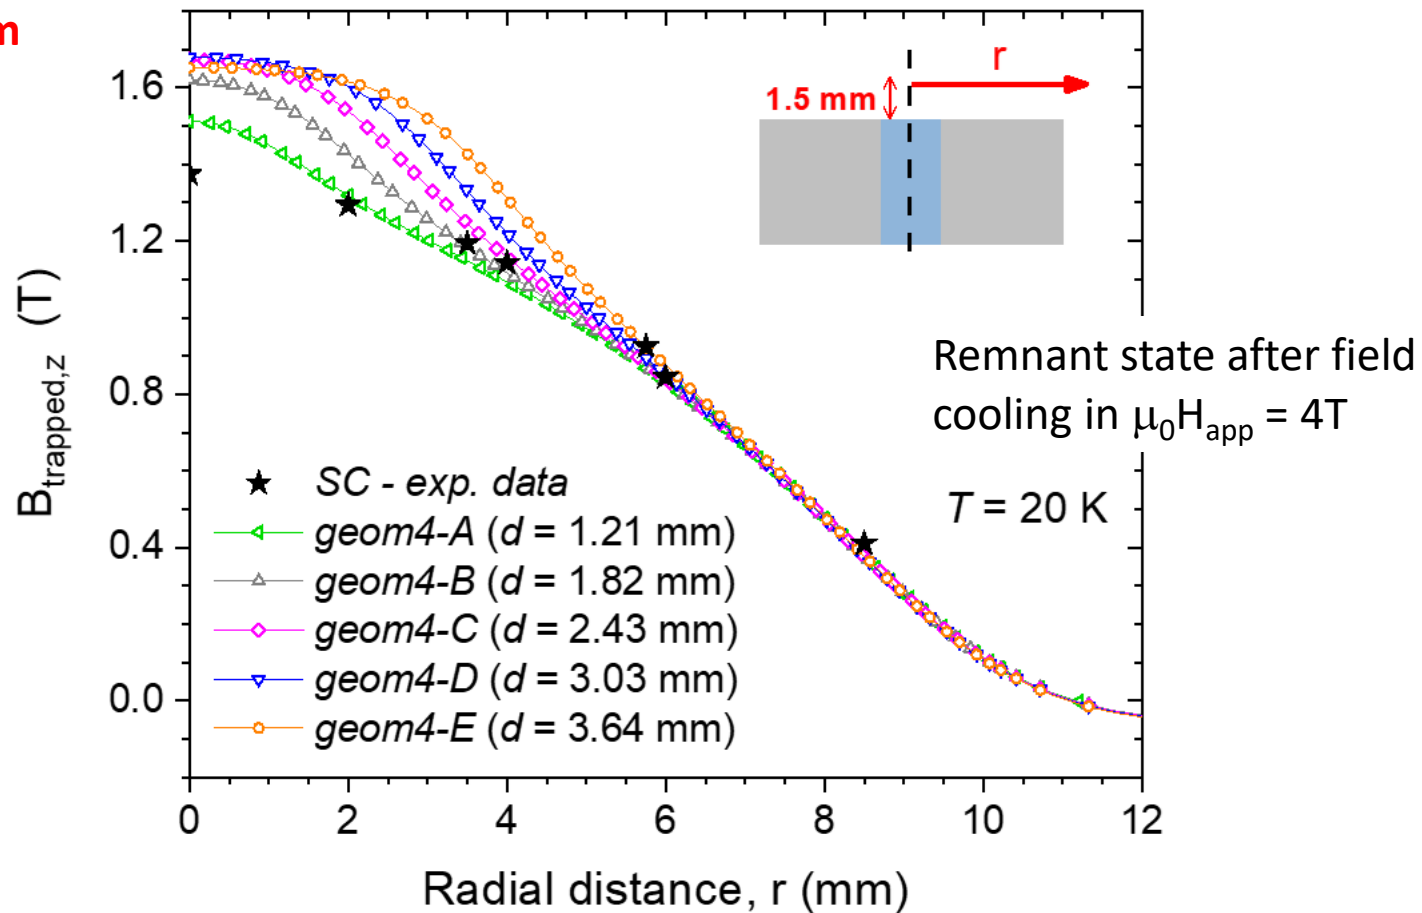 m
B_trapped,z (T)
1.6
1.2
0.8
0.4
0.0
r
1.5 mm
Remnant state after field
cooling in μ₀H_app = 4T
T = 20 K
SC - exp. data
geom4-A (d = 1.21 mm)
geom4-B (d = 1.82 mm)
geom4-C (d = 2.43 mm)
geom4-D (d = 3.03 mm)
geom4-E (d = 3.64 mm)
0 2 4 6 8 10 12
Radial distance, r (mm)